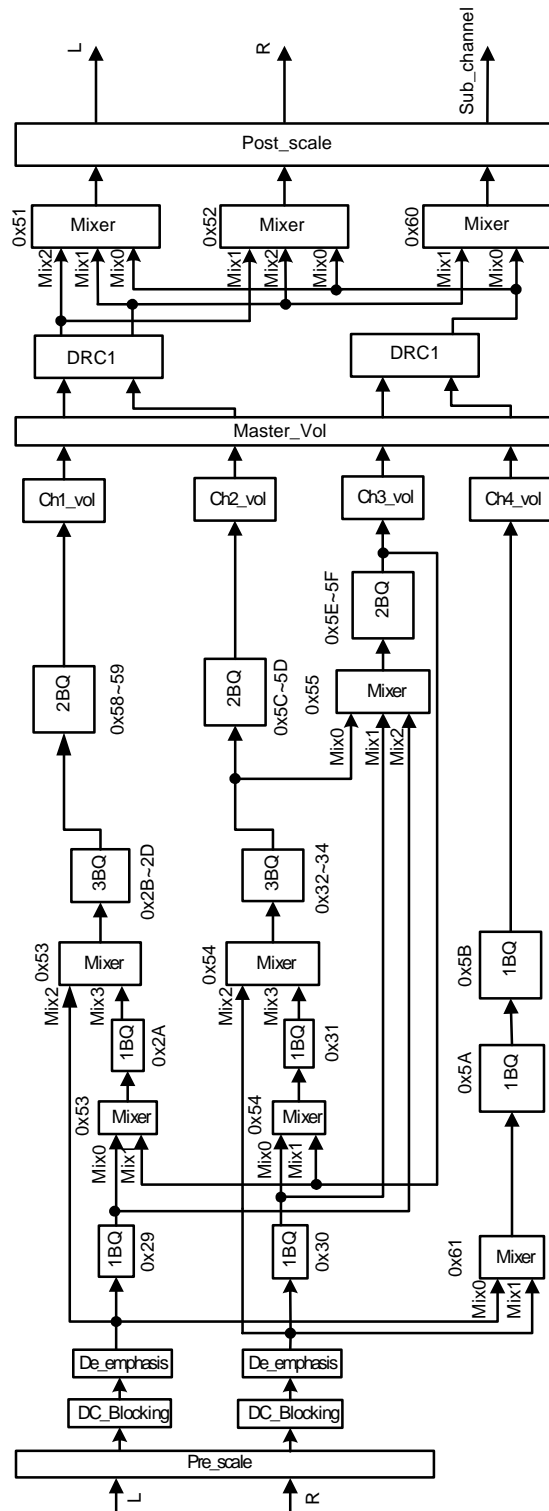 L
R
Sub_channel
Post_scale
0x51
Mixer
Mix2
Mix1
Mix0
0x52
Mixer
Mix1
Mix2
Mix0
0x60
Mixer
Mix1
Mix0
DRC1
DRC1
Master_Vol
Ch1_vol
Ch2_vol
Ch3_vol
Ch4_vol
2BQ
0x58~59
2BQ
0x5C~5D
2BQ
0x5E~5F
0x55
Mixer
Mix0
Mix1
Mix2
3BQ
0x2B~2D
3BQ
0x32~34
0x53
Mixer
Mix2
Mix3
0x54
Mixer
Mix2
Mix3
1BQ
0x5B
1BQ
0x2A
1BQ
0x31
1BQ
0x5A
0x53
Mixer
Mix0
Mix1
0x54
Mixer
Mix0
Mix1
1BQ
0x29
1BQ
0x30
0x61
Mixer
Mix0
Mix1
De_emphasis
De_emphasis
DC_Blocking
DC_Blocking
Pre_scale
L
R